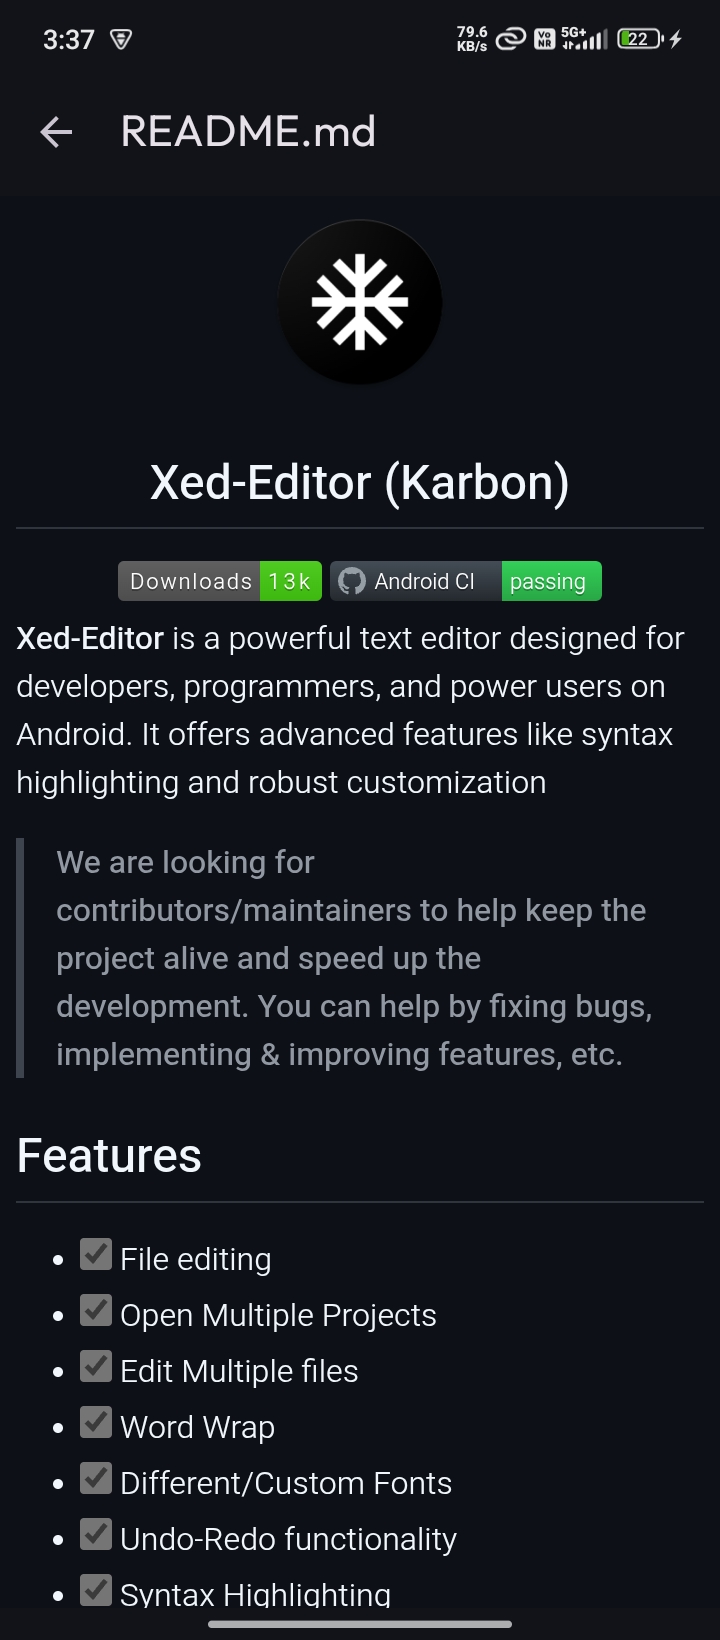 3:37
79.6
KB/s
Vo
NR
5G+
22
README.md
Xed-Editor (Karbon)
Downloads 13k
Android CI passing
Xed-Editor is a powerful text editor designed for
developers, programmers, and power users on
Android. It offers advanced features like syntax
highlighting and robust customization
We are looking for
contributors/maintainers to help keep the
project alive and speed up the
development. You can help by fixing bugs,
implementing & improving features, etc.
Features
File editing
Open Multiple Projects
Edit Multiple files
Word Wrap
Different/Custom Fonts
Undo-Redo functionality
Syntax Highlighting